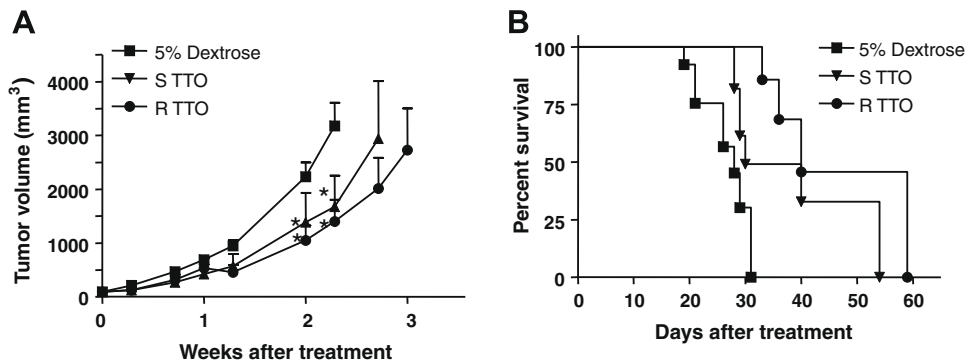 A
5% Dextrose
S TTO
R TTO
Tumor volume (mm³)
4000
3000
2000
1000
0
*
*
*
*
0 1 2 3
Weeks after treatment
B
5% Dextrose
S TTO
R TTO
Percent survival
100
75
50
25
0
0 10 20 30 40 50 60
Days after treatment